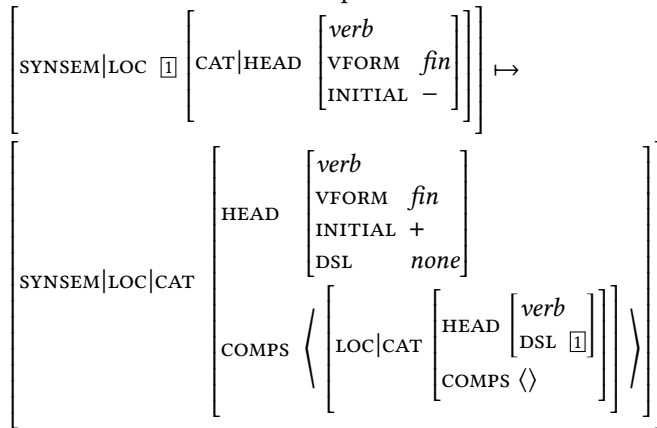 [SYNSEM|LOC [1] [CAT|HEAD [verb
VFORM fin
INITIAL −]]] ↦
[SYNSEM|LOC|CAT [HEAD [verb
VFORM fin
INITIAL +
DSL none]
COMPS ⟨ [LOC|CAT [HEAD [verb
DSL [1]]
COMPS ⟨⟩]] ⟩]]